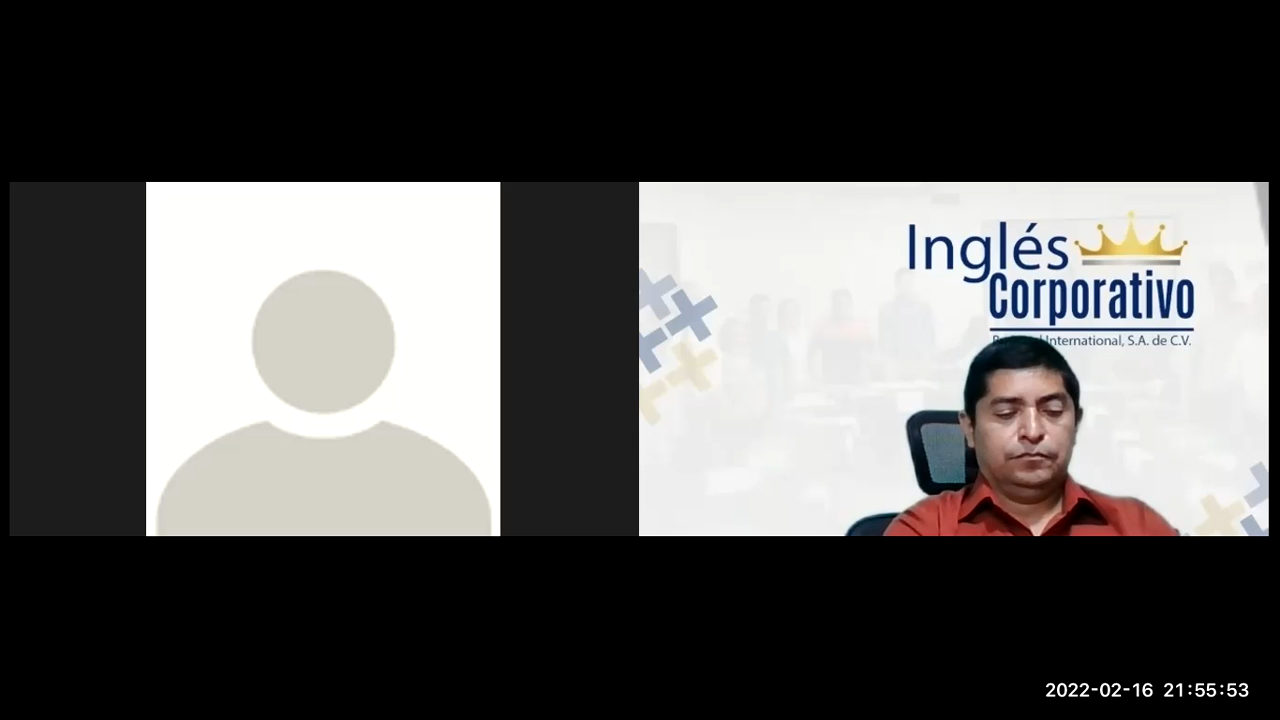 Inglés
Corporativo
International, S.A. de C.V.
2022-02-16 21:55:53